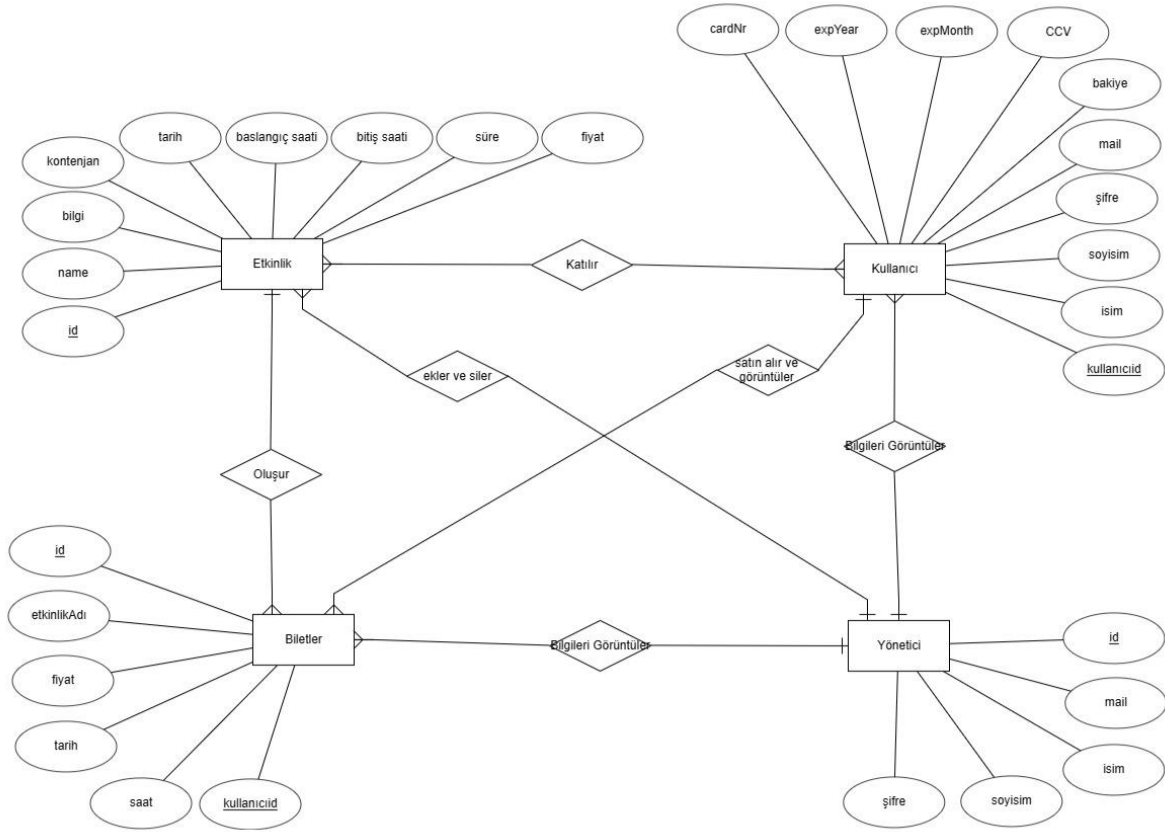 cardNr
expYear
expMonth
CCV
bakiye
tarih
baslangıç saati
bitiş saati
süre
fiyat
mail
kontenjan
şifre
bilgi
soyisim
Etkinlik
Katılır
Kullanıcı
name
isim
id
kullanıcıid
ekler ve siler
satın alır ve
görüntüler
Bilgileri Görüntüler
Oluşur
id
etkinlikAdı
Biletler
Bilgileri Görüntüler
Yönetici
id
fiyat
mail
tarih
isim
saat
kullanıcıid
şifre
soyisim